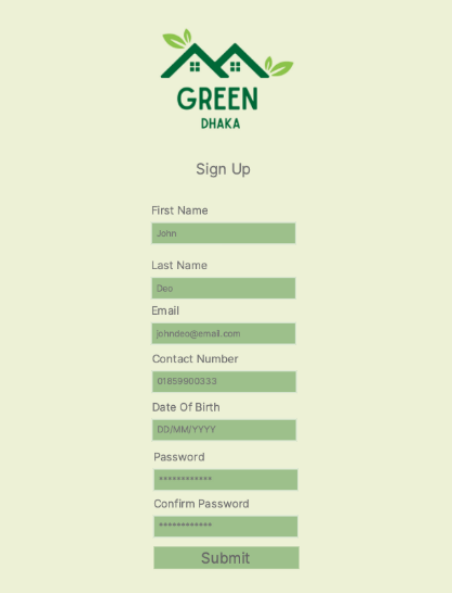 GREEN
DHAKA
Sign Up
First Name
John
Last Name
Deo
Email
johndeo@email.com
Contact Number
01859900333
Date Of Birth
DD/MM/YYYY
Password
************
Confirm Password
************
Submit